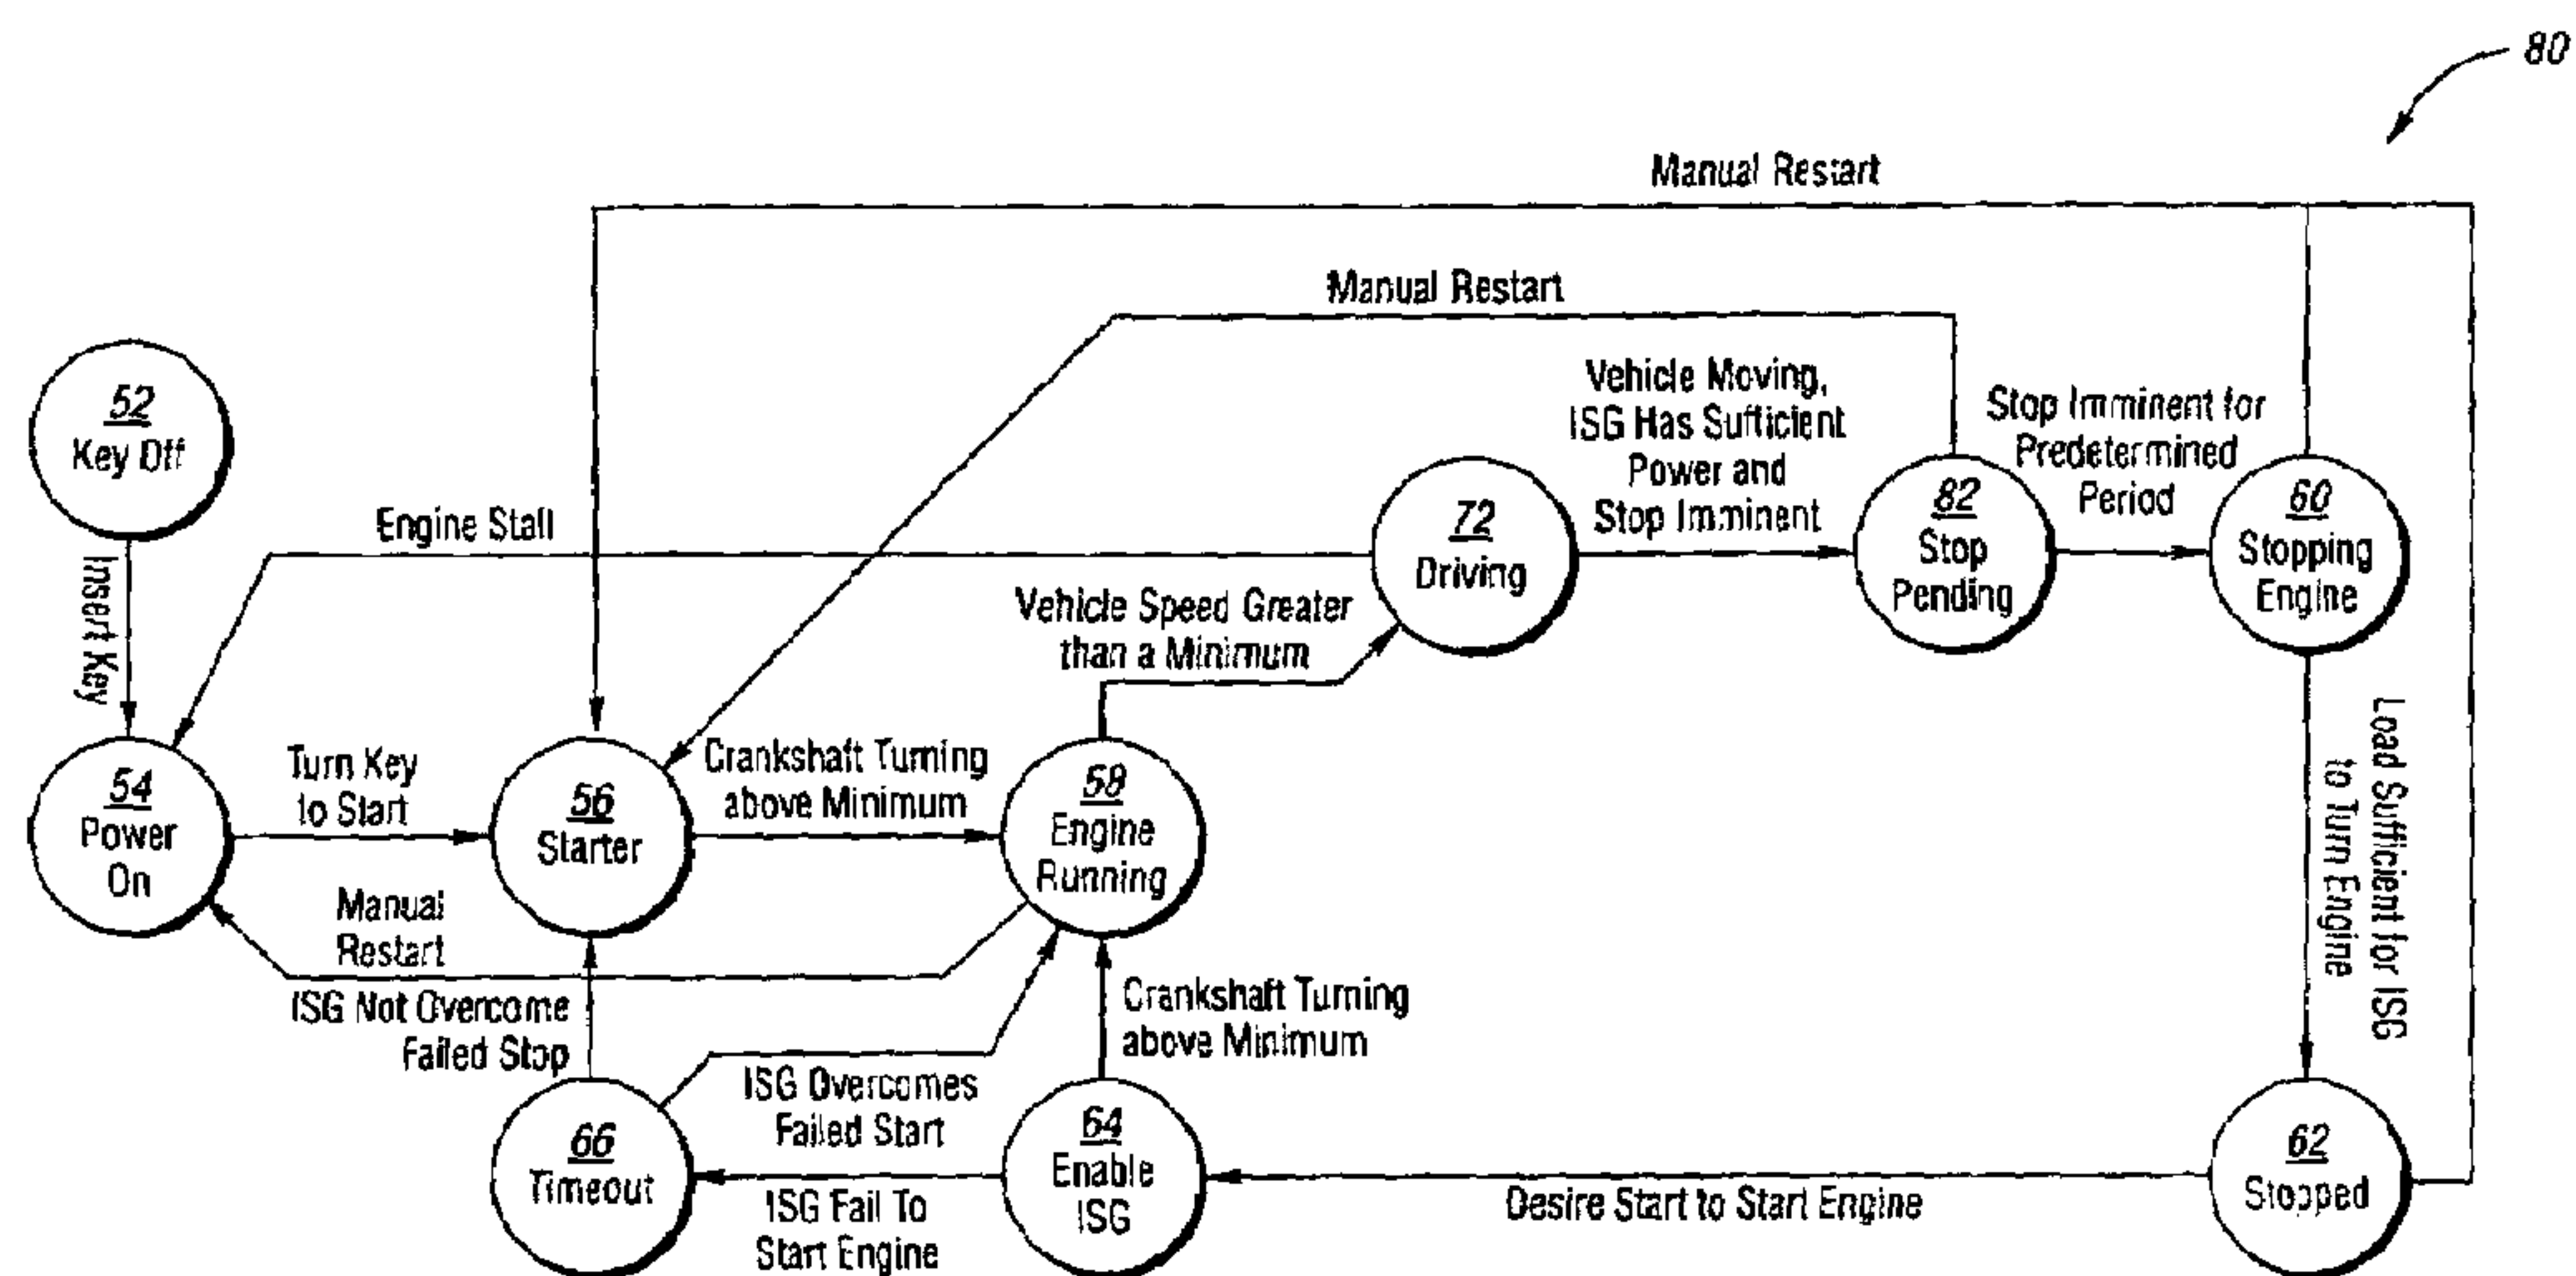 80
Manual Restart
Manual Restart
52
Key Off
Vehicle Moving,
ISG Has Sufficient
Power and
Stop Imminent
Stop Imminent for
Predetermined
Period
Engine Stall
72
Driving
82
Stop
Pending
60
Stopping
Engine
Insert Key
Vehicle Speed Greater
than a Minimum
Load Sufficient for ISG
to Turn Engine
54
Power
On
Turn Key
to Start
56
Starter
Crankshaft Turning
above Minimum
58
Engine
Running
Manual
Restart
ISG Not Overcome
Failed Stop
Crankshaft Turning
above Minimum
ISG Overcomes
Failed Start
66
Timeout
ISG Fail To
Start Engine
64
Enable
ISG
Desire Start to Start Engine
62
Stopped